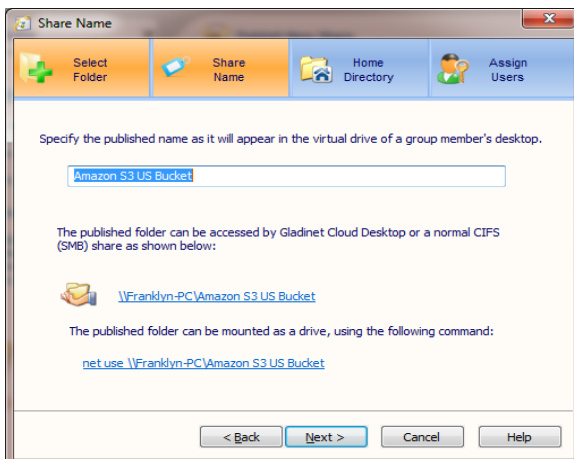 Share Name
Select
Folder
Share
Name
Home
Directory
Assign
Users
Specify the published name as it will appear in the virtual drive of a group member's desktop.
Amazon S3 US Bucket
The published folder can be accessed by Gladinet Cloud Desktop or a normal CIFS
(SMB) share as shown below:
\\Franklyn-PC\Amazon S3 US Bucket
The published folder can be mounted as a drive, using the following command:
net use \\Franklyn-PC\Amazon S3 US Bucket
< Back Next > Cancel Help